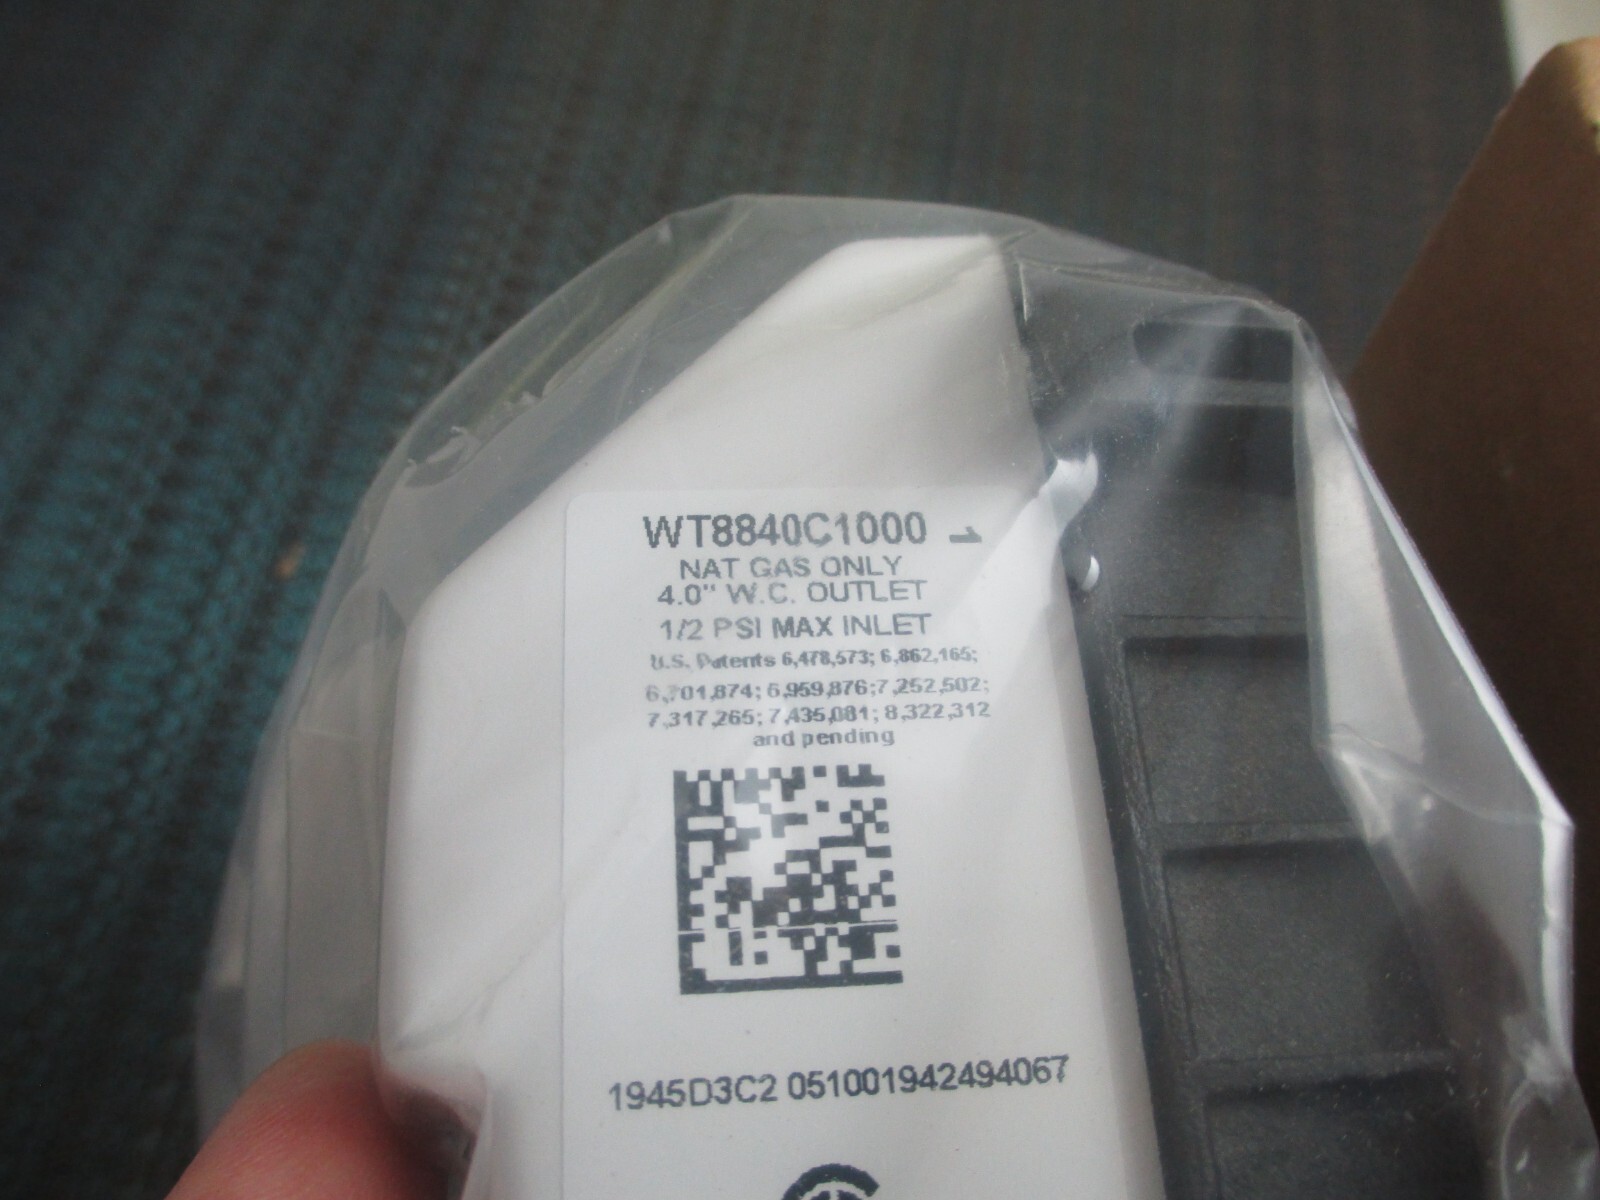 WT8840C1000 1
NAT GAS ONLY
4.0" W.C. OUTLET
1/2 PSI MAX INLET
U.S. Patents 6,478,573; 6,862,165;
6,701,874; 6,959,876;7,252,502;
7,317,265; 7,435,081; 8,322,312
and pending
1945D3C2 051001942494067